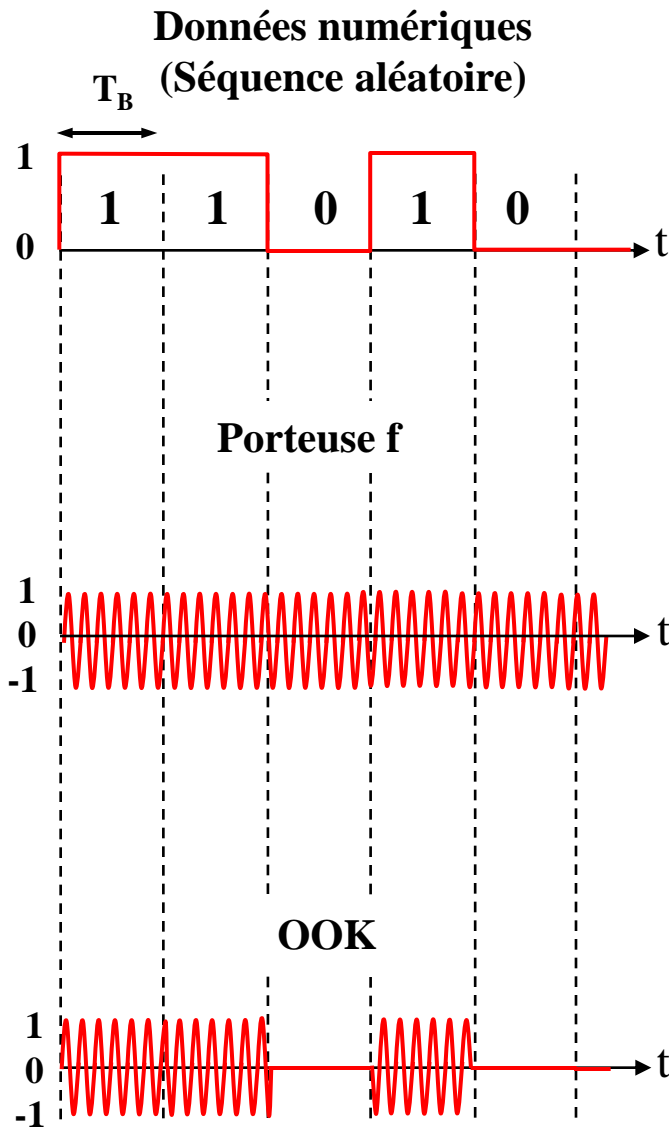 Données numériques
(Séquence aléatoire)
T_B
1
1 1 0 1 0
0
t
Porteuse f
1
0
-1
t
OOK
1
0
-1
t